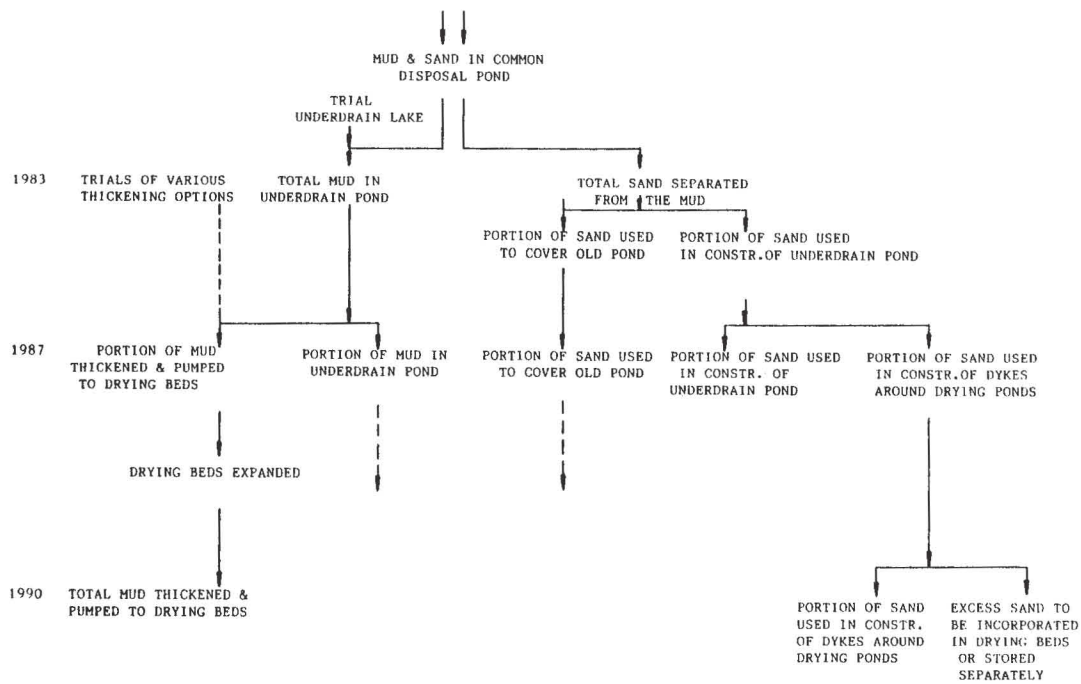 MUD & SAND IN COMMON
DISPOSAL POND
TRIAL
UNDERDRAIN LAKE
1983
TRIALS OF VARIOUS
THICKENING OPTIONS
TOTAL MUD IN
UNDERDRAIN POND
TOTAL SAND SEPARATED
FROM THE MUD
PORTION OF SAND USED
TO COVER OLD POND
PORTION OF SAND USED
IN CONSTR.OF UNDERDRAIN POND
1987
PORTION OF MUD
THICKENED & PUMPED
TO DRYING BEDS
PORTION OF MUD IN
UNDERDRAIN POND
PORTION OF SAND USED
TO COVER OLD POND
PORTION OF SAND USED
IN CONSTR. OF
UNDERDRAIN POND
PORTION OF SAND USED
IN CONSTR.OF DYKES
AROUND DRYING PONDS
DRYING BEDS EXPANDED
1990
TOTAL MUD THICKENED &
PUMPED TO DRYING BEDS
PORTION OF SAND
USED IN CONSTR.
OF DYKES AROUND
DRYING PONDS
EXCESS SAND TO
BE INCORPORATED
IN DRYING BEDS
OR STORED
SEPARATELY